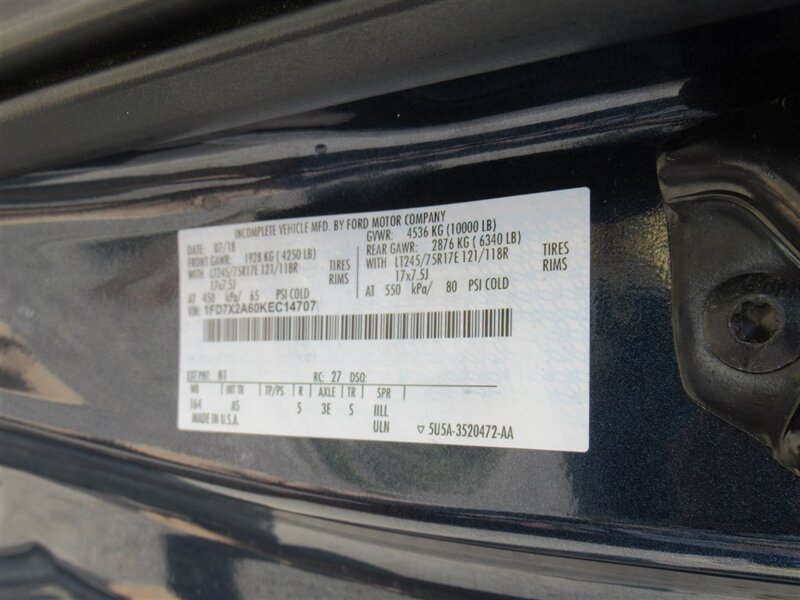 INCOMPLETE VEHICLE MFD. BY FORD MOTOR COMPANY
DATE: 07/18 GVWR: 4536 KG (10000 LB)
FRONT GAWR: 1928 KG (4250 LB) REAR GAWR: 2876 KG (6340 LB)
WITH LT245/75R17E 121/118R TIRES WITH LT245/75R17E 121/118R TIRES
17x7.5J RIMS 17x7.5J RIMS
AT 450 kPa/ 65 PSI COLD AT 550 kPa/ 80 PSI COLD
VIN: 1FD7X2A60KEC14707
EXT PNT: N1 RC: 27 DSO:
WB INT TR TP/PS R AXLE TR SPR
164 AS 5 3E S IILL
MADE IN U.S.A. ULN ▽ 5U5A-3520472-AA